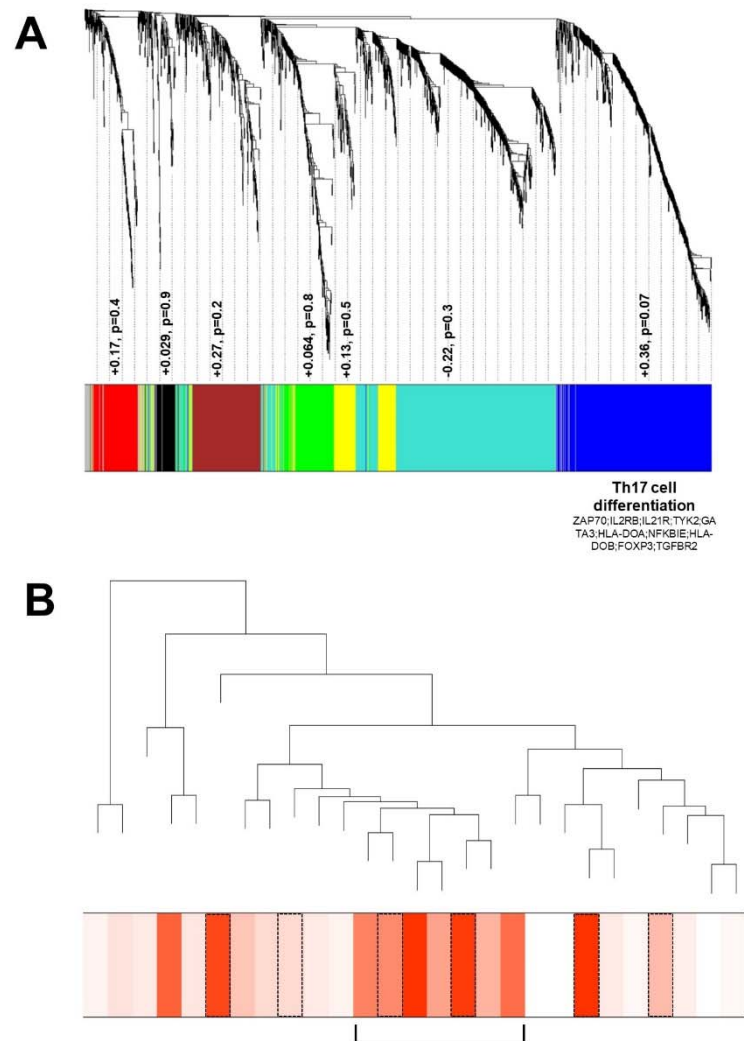 A
+0.17, p=0.4
+0.029, p=0.9
+0.27, p=0.2
+0.064, p=0.8
+0.13, p=0.5
-0.22, p=0.3
+0.36, p=0.07
Th17 cell
differentiation
ZAP70;IL2RB;IL21R;TYK2;GA
TA3;HLA-DOA;NFKBIE;HLA-
DOB;FOXP3;TGFBR2
B